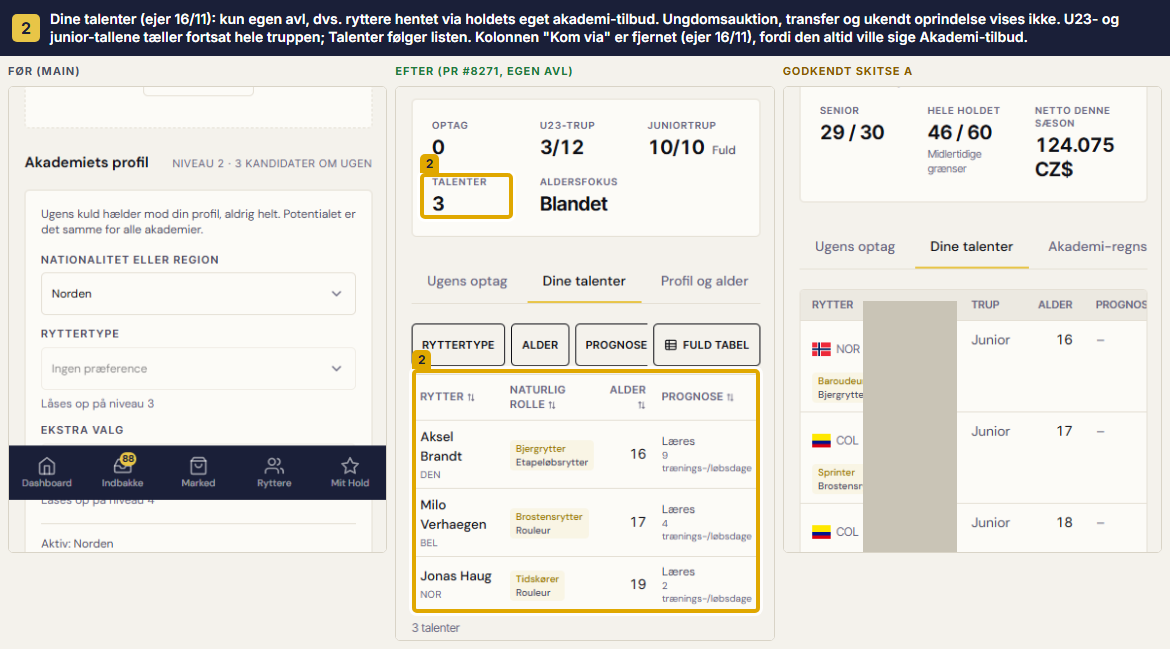 2
Dine talenter (ejer 16/11): kun egen avl, dvs. ryttere hentet via holdets eget akademi-tilbud. Ungdomsauktion, transfer og ukendt oprindelse vises ikke. U23- og
junior-tallene tæller fortsat hele truppen; Talenter følger listen. Kolonnen "Kom via" er fjernet (ejer 16/11), fordi den altid ville sige Akademi-tilbud.
FØR (MAIN)
Akademiets profil
NIVEAU 2 · 3 KANDIDATER OM UGEN
Ugens kuld hælder mod din profil, aldrig helt. Potentialet er
det samme for alle akademier.
NATIONALITET ELLER REGION
Norden
RYTTERTYPE
Ingen præference
Låses op på niveau 3
EKSTRA VALG
88
Dashboard
Indbakke
Marked
Ryttere
Mit Hold
Låses op på niveau 4
Aktiv: Norden
EFTER (PR #8271, EGEN AVL)
OPTAG
U23-TRUP
JUNIORTRUP
0
3/12
10/10 Fuld
2
TALENTER
ALDERSFOKUS
3
Blandet
Ugens optag
Dine talenter
Profil og alder
RYTTERTYPE
ALDER
PROGNOSE
FULD TABEL
2
RYTTER ⇅
NATURLIG
ROLLE ⇅
ALDER
⇅
PROGNOSE ⇅
Aksel
Brandt
DEN
Bjergrytter
Etapeløbsrytter
16
Læres
9
trænings-/løbsdage
Milo
Verhaegen
BEL
Brostensrytter
Rouleur
17
Læres
4
trænings-/løbsdage
Jonas Haug
NOR
Tidskører
Rouleur
19
Læres
2
trænings-/løbsdage
3 talenter
GODKENDT SKITSE A
SENIOR
29 / 30
HELE HOLDET
46 / 60
Midlertidige
grænser
NETTO DENNE
SÆSON
124.075
CZ$
Ugens optag
Dine talenter
Akademi-regns
RYTTER
TRUP
ALDER
PROGNOS
NOR
Junior
16
–
Baroudeu
Bjergrytte
COL
Junior
17
–
Sprinter
Brostensr
COL
Junior
18
–